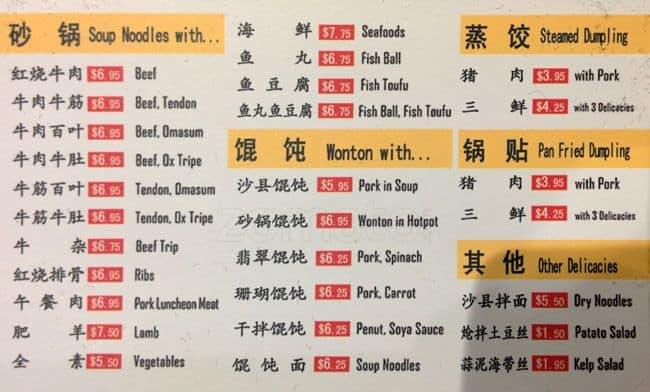 砂锅 Soup Noodles with...
红烧牛肉 $6.95 Beef
牛肉牛筋 $6.95 Beef, Tendon
牛肉百叶 $6.95 Beef, Omasum
牛肉牛肚 $6.95 Beef, Ox Tripe
牛筋百叶 $6.95 Tendon, Omasum
牛筋牛肚 $6.95 Tendon, Ox Tripe
牛杂 $6.75 Beef Trip
红烧排骨 $6.95 Ribs
午餐肉 $6.95 Pork Luncheon Meat
肥羊 $7.50 Lamb
全素 $5.50 Vegetables
海鲜 $7.75 Seafoods
鱼丸 $6.75 Fish Ball
鱼豆腐 $6.75 Fish Toufu
鱼丸鱼豆腐 $6.75 Fish Ball, Fish Toufu
馄饨 Wonton with...
沙县馄饨 $5.95 Pork in Soup
砂锅馄饨 $6.95 Wonton in Hotpot
翡翠馄饨 $6.25 Pork, Spinach
珊瑚馄饨 $6.25 Pork, Carrot
干拌馄饨 $6.25 Penut, Soya Sauce
馄饨面 $6.25 Soup Noodles
蒸饺 Steamed Dumpling
猪肉 $3.95 with Pork
三鲜 $4.25 with 3 Delicacies
锅贴 Pan Fried Dumpling
猪肉 $3.95 with Pork
三鲜 $4.25 with 3 Delicacies
其他 Other Delicacies
沙县拌面 $5.50 Dry Noodles
炝拌土豆丝 $1.50 Patato Salad
蒜泥海带丝 $1.95 Kelp Salad